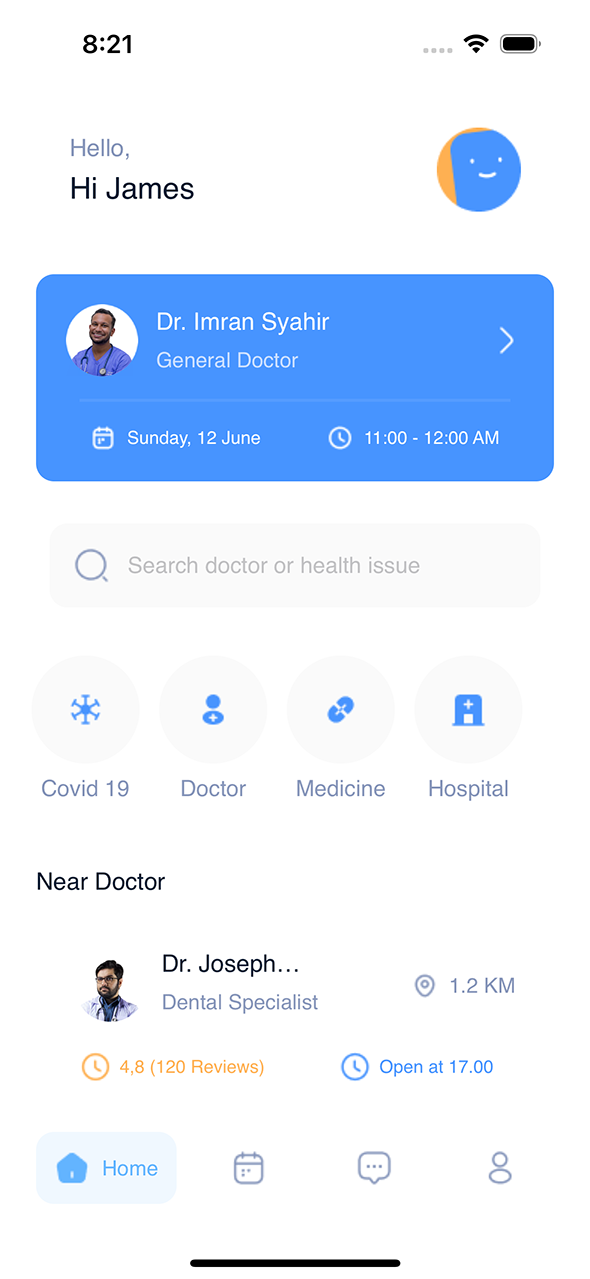 8:21
Hello,
Hi James
Dr. Imran Syahir
General Doctor
Sunday, 12 June
11:00 - 12:00 AM
Search doctor or health issue
Covid 19
Doctor
Medicine
Hospital
Near Doctor
Dr. Joseph…
Dental Specialist
1.2 KM
4,8 (120 Reviews)
Open at 17.00
Home